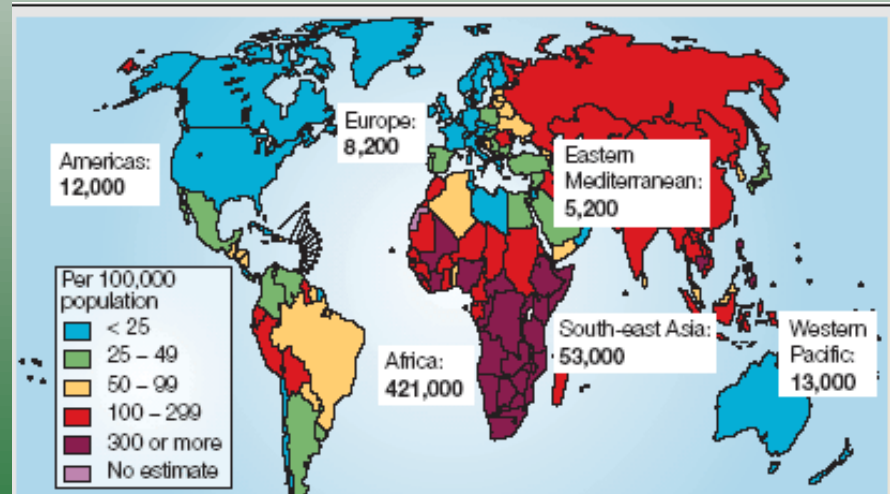 Europe:
8,200
Americas:
12,000
Eastern
Mediterranean:
5,200
Per 100,000
population
< 25
25 – 49
50 – 99
100 – 299
300 or more
No estimate
Africa:
421,000
South-east Asia:
53,000
Western
Pacific:
13,000